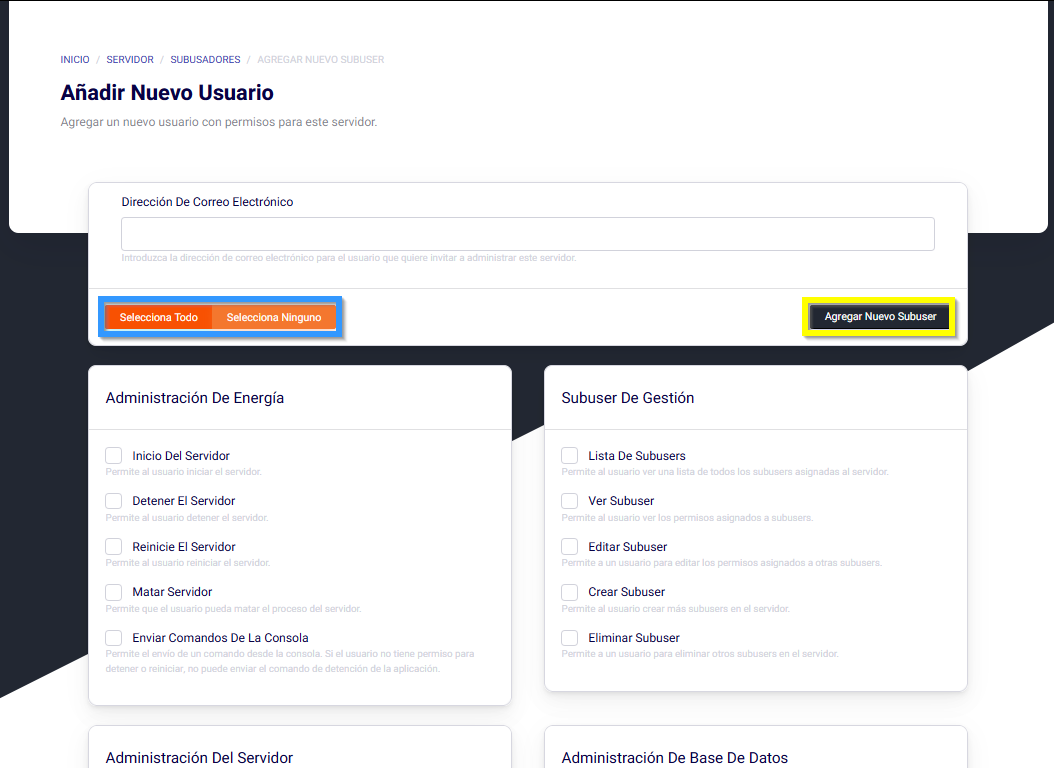 INICIO / SERVIDOR / SUBUSADORES / AGREGAR NUEVO SUBUSER
Añadir Nuevo Usuario
Agregar un nuevo usuario con permisos para este servidor.
Dirección De Correo Electrónico
Introduzca la dirección de correo electrónico para el usuario que quiere invitar a administrar este servidor.
Selecciona Todo Selecciona Ninguno
Agregar Nuevo Subuser
Administración De Energía
Inicio Del Servidor
Permite al usuario iniciar el servidor.
Detener El Servidor
Permite al usuario detener el servidor.
Reinicie El Servidor
Permite al usuario reiniciar el servidor.
Matar Servidor
Permite que el usuario pueda matar el proceso del servidor.
Enviar Comandos De La Consola
Permite el envío de un comando desde la consola. Si el usuario no tiene permiso para
detener o reiniciar, no puede enviar el comando de detención de la aplicación.
Subuser De Gestión
Lista De Subusers
Permite al usuario ver una lista de todos los subusers asignadas al servidor.
Ver Subuser
Permite al usuario ver los permisos asignados a subusers.
Editar Subuser
Permite a un usuario para editar los permisos asignados a otras subusers.
Crear Subuser
Permite al usuario crear más subusers en el servidor.
Eliminar Subuser
Permite a un usuario para eliminar otros subusers en el servidor.
Administración Del Servidor
Administración De Base De Datos